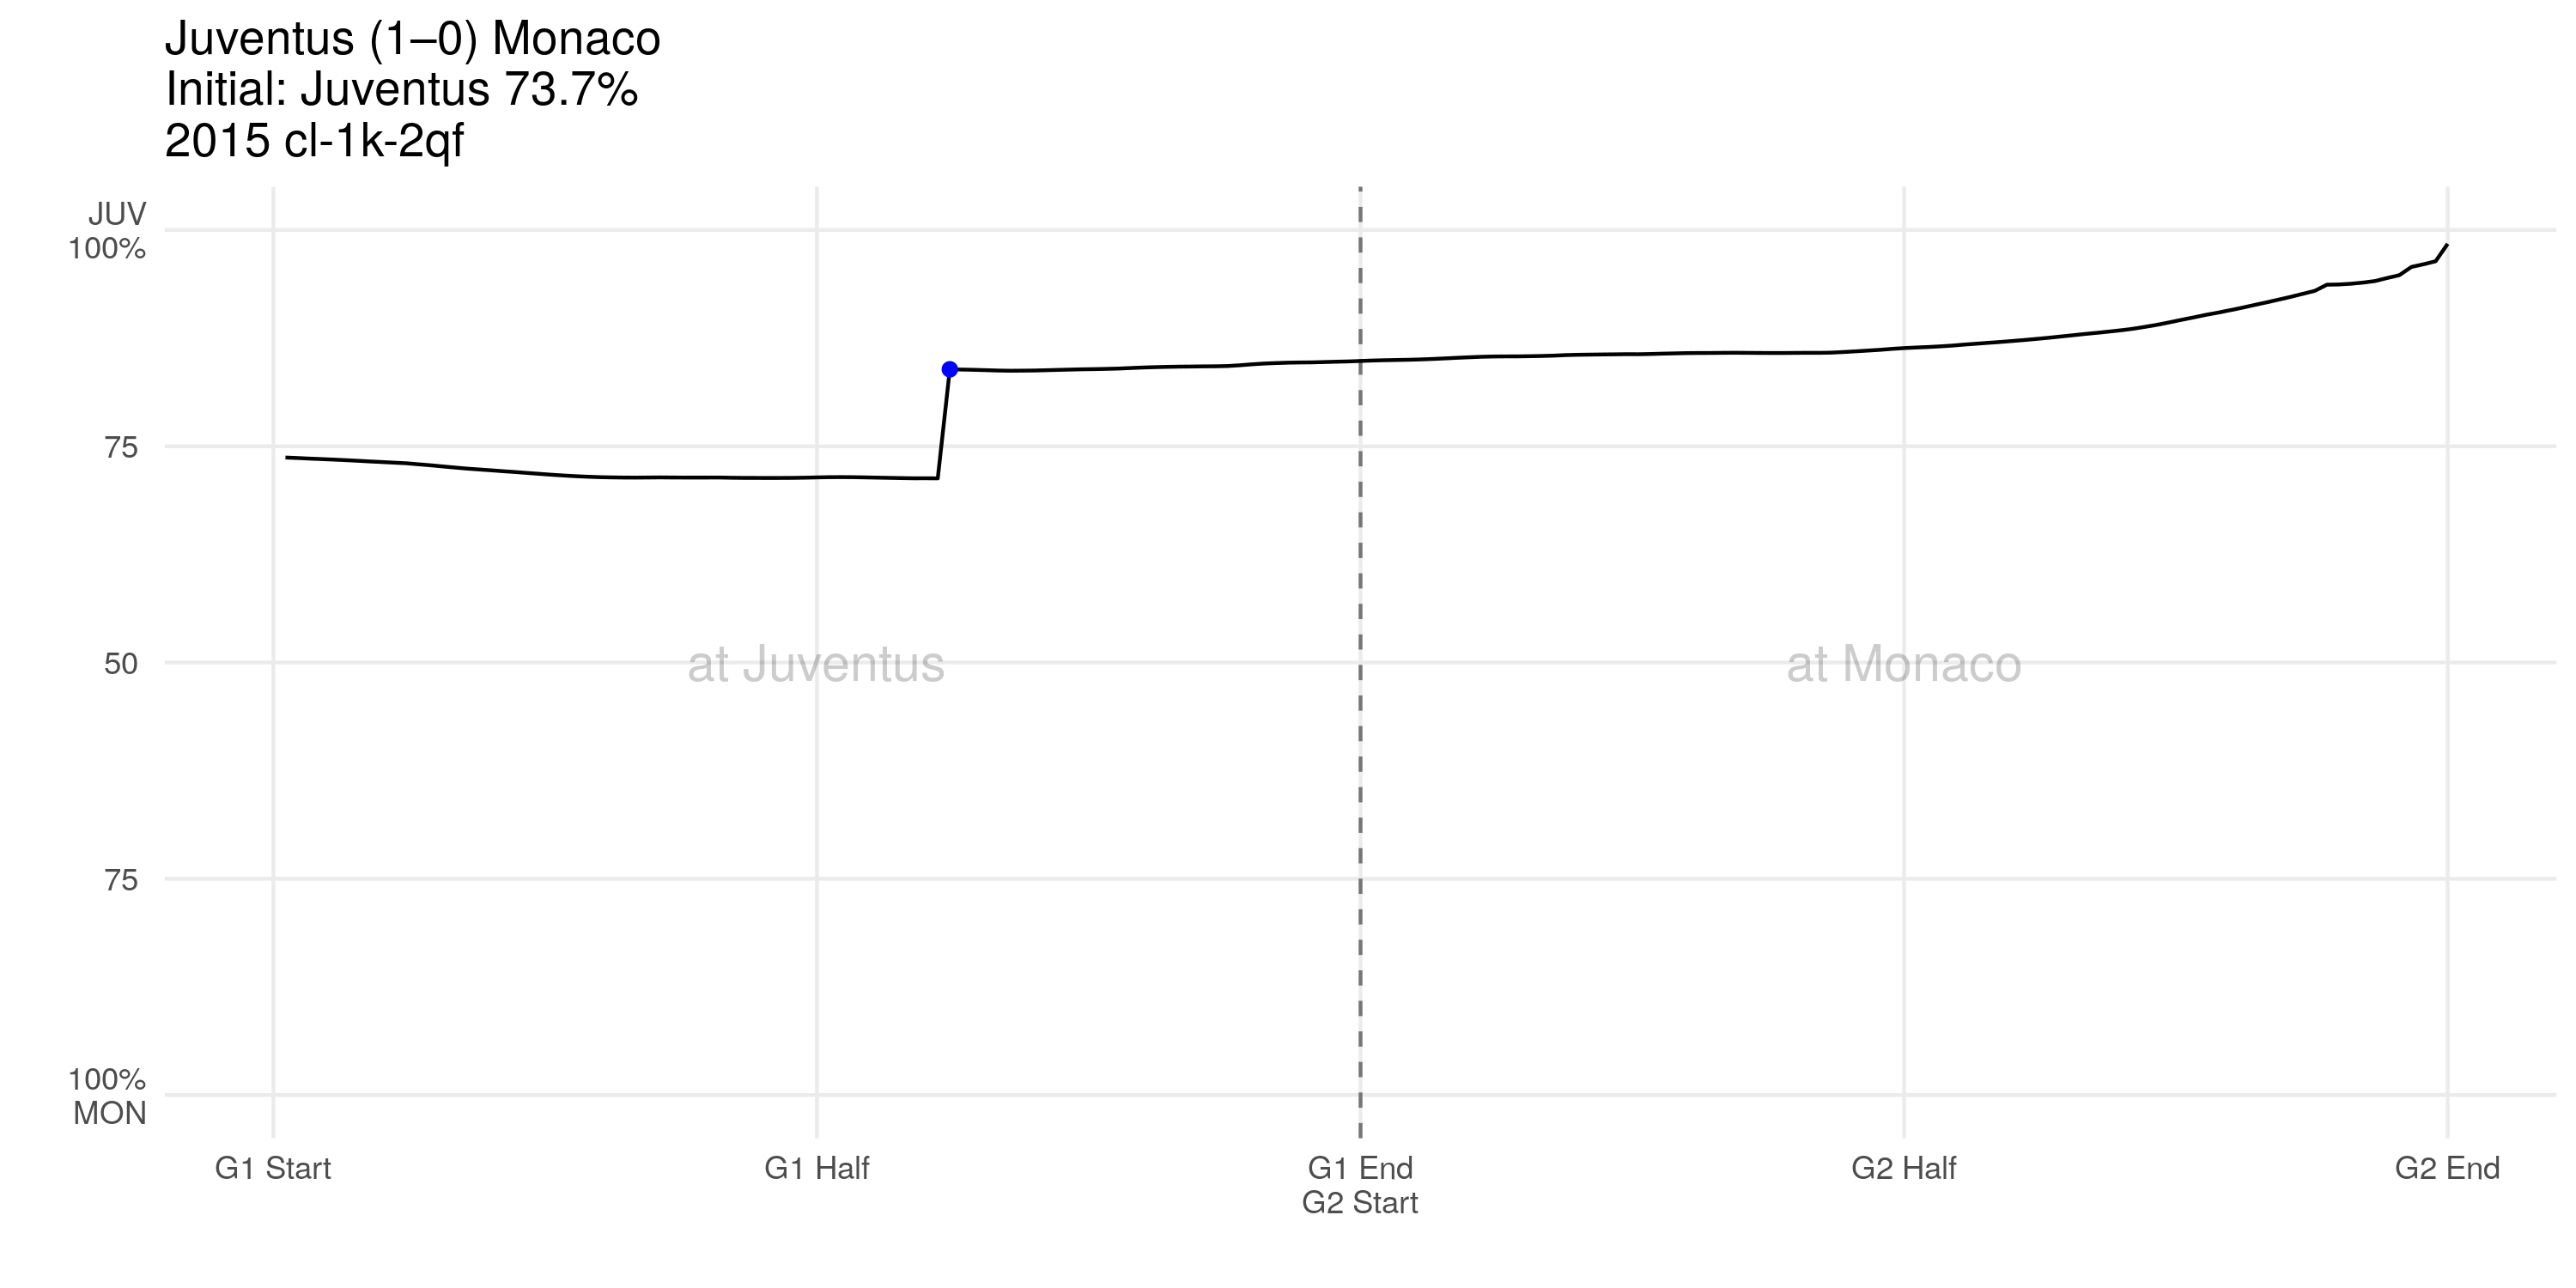 Juventus (1–0) Monaco
Initial: Juventus 73.7%
2015 cl-1k-2qf
JUV
100%
75
50
75
100%
MON
at Juventus
at Monaco
G1 Start
G1 Half
G1 End
G2 Start
G2 Half
G2 End